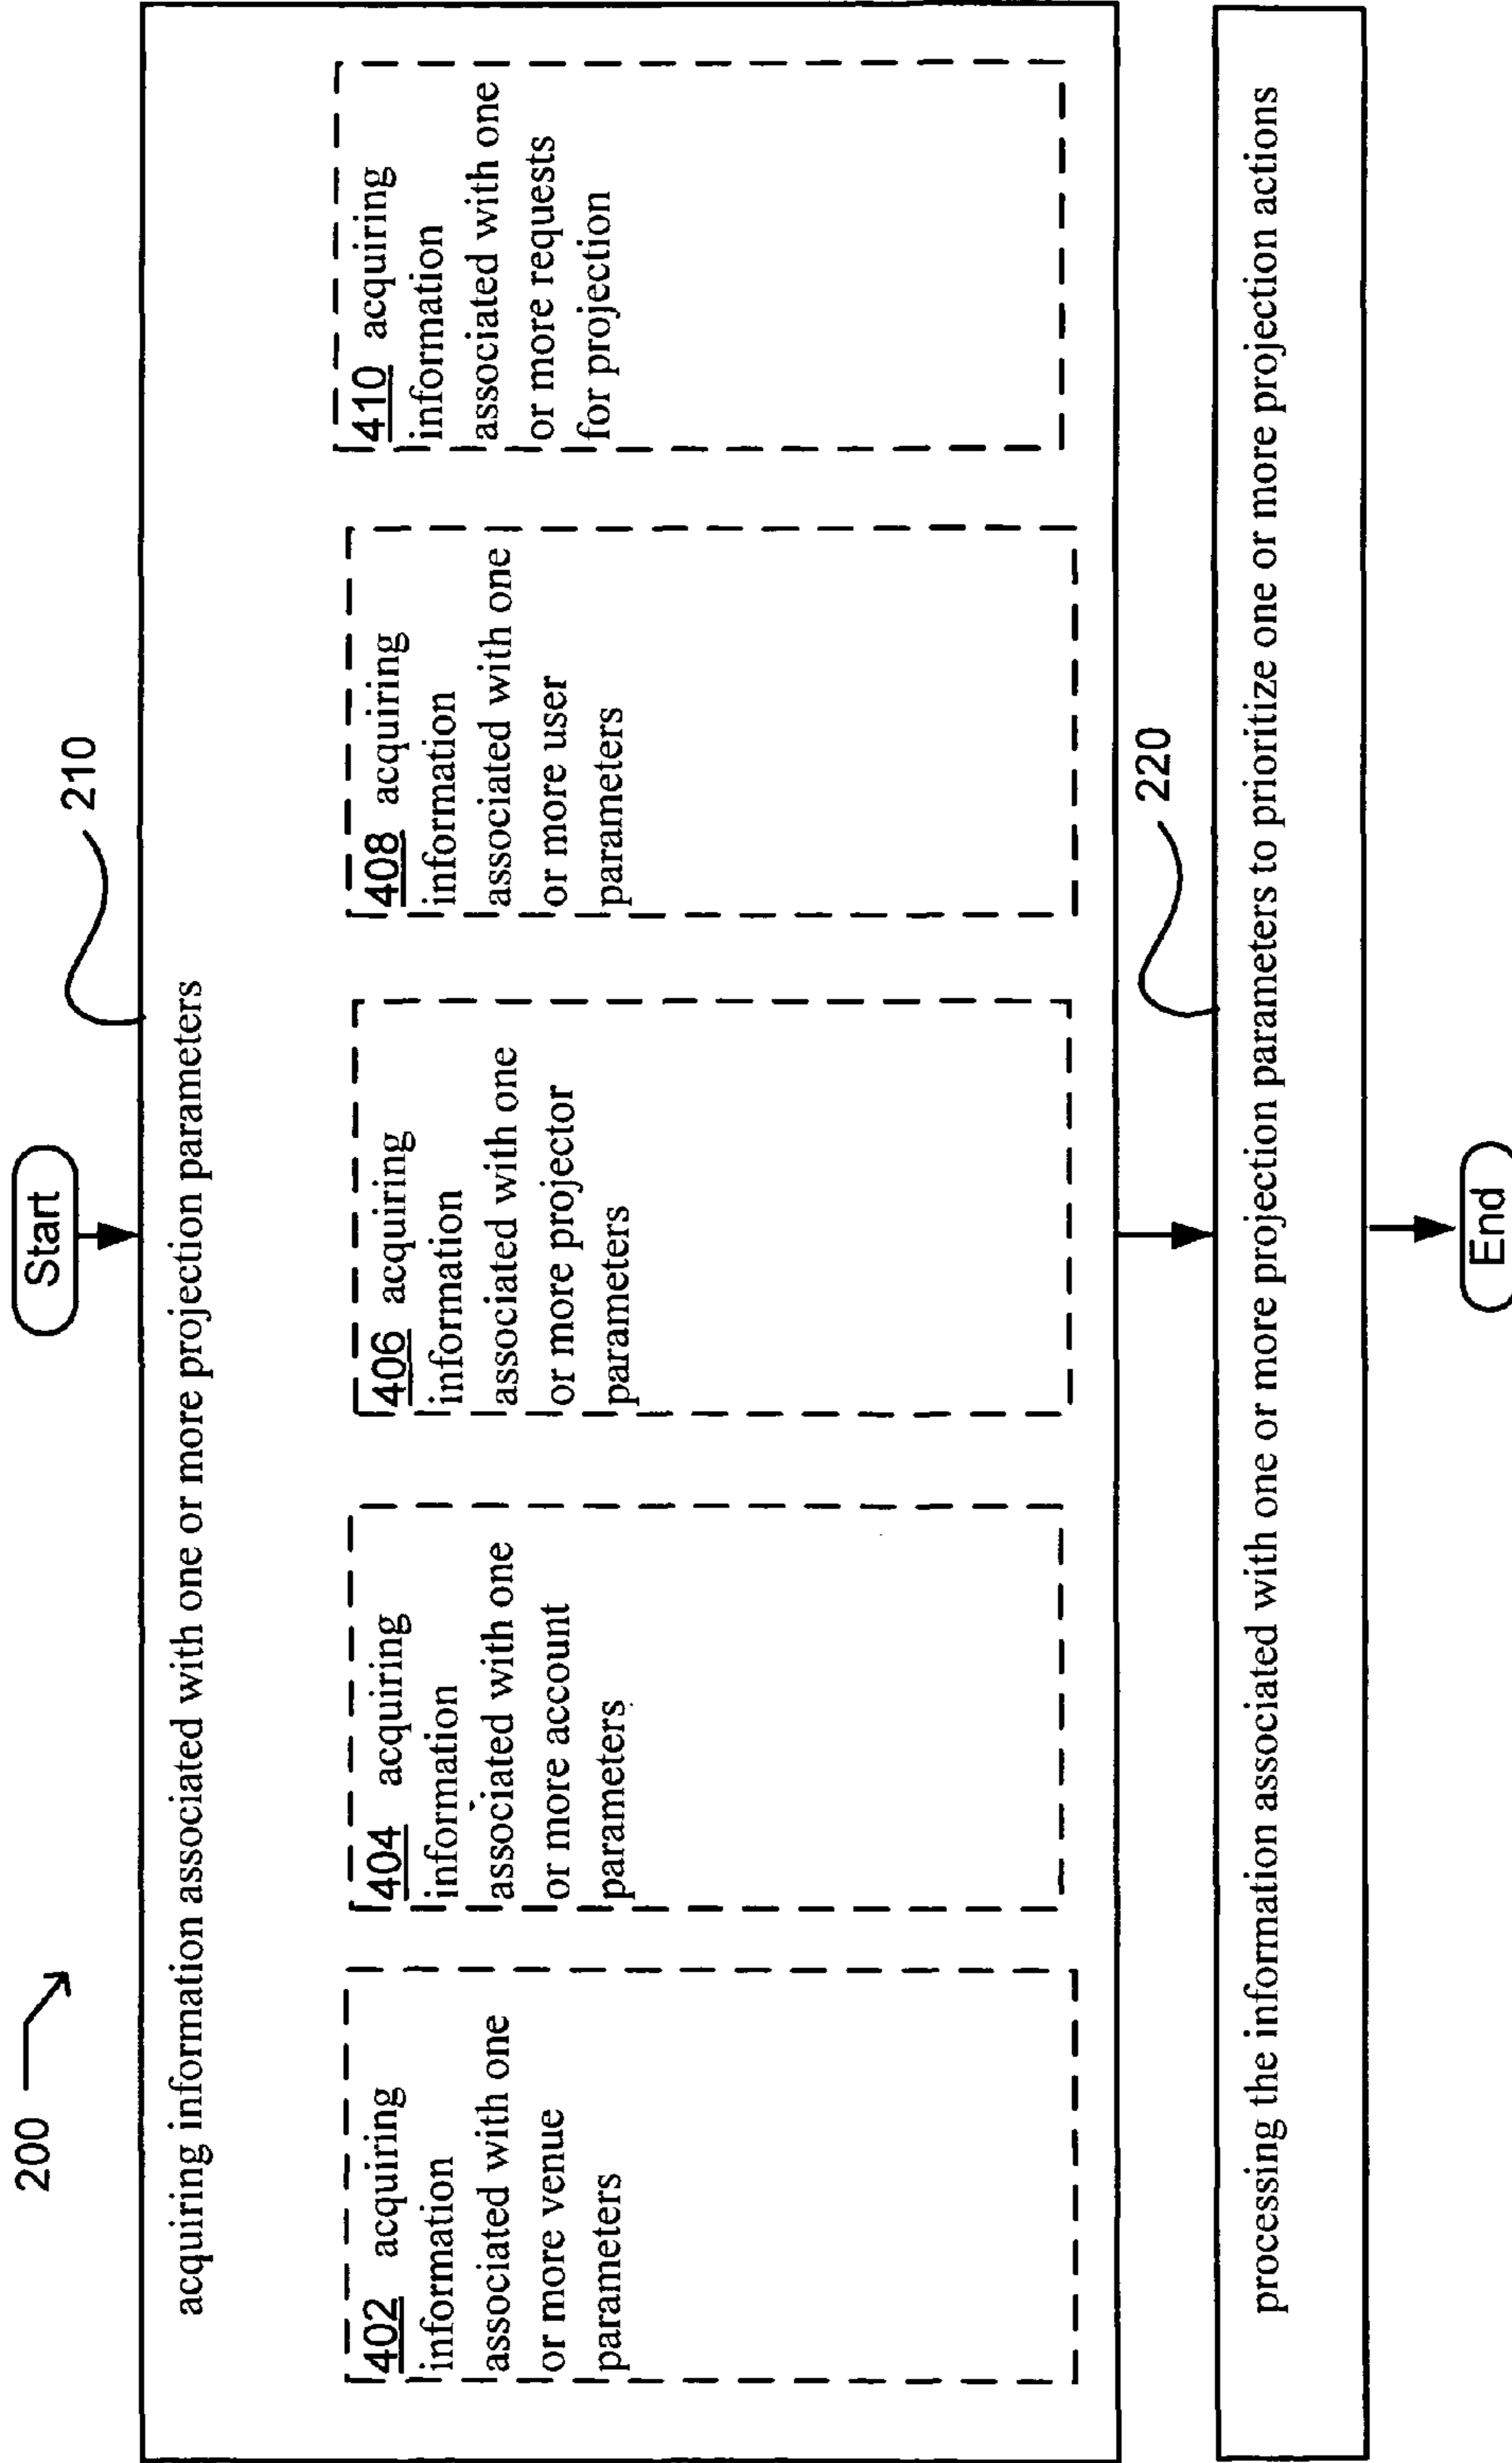 200
Start
210
acquiring information associated with one or more projection parameters
402 acquiring
information
associated with one
or more venue
parameters
404 acquiring
information
associated with one
or more account
parameters
406 acquiring
information
associated with one
or more projector
parameters
408 acquiring
information
associated with one
or more user
parameters
410 acquiring
information
associated with one
or more requests
for projection
220
processing the information associated with one or more projection parameters to prioritize one or more projection actions
End